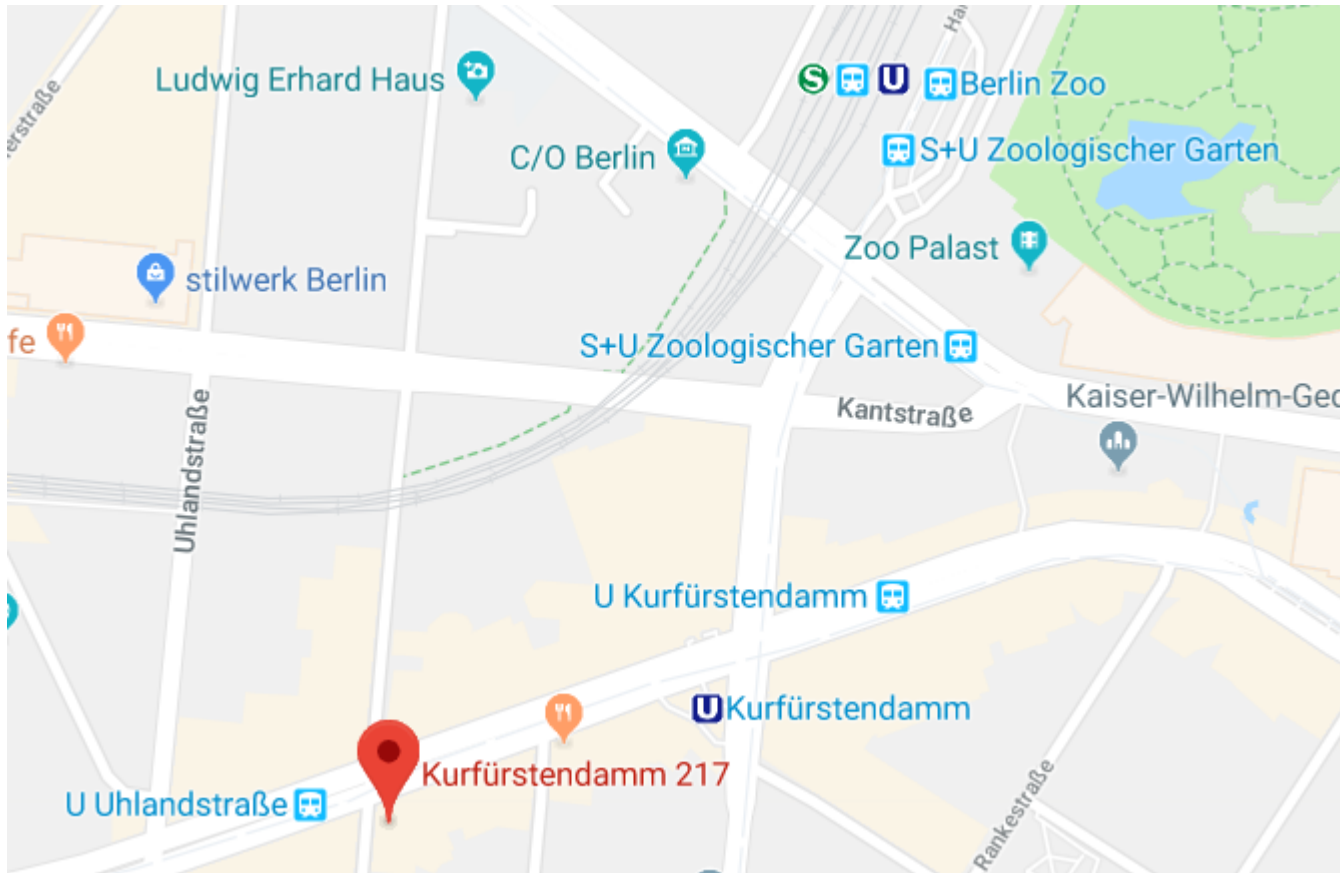 Ludwig Erhard Haus
S U Berlin Zoo
C/O Berlin
S+U Zoologischer Garten
Zoo Palast
stilwerk Berlin
fe
S+U Zoologischer Garten
Uhlandstraße
Kantstraße
Kaiser-Wilhelm-Ged
U Kurfürstendamm
U Kurfürstendamm
Kurfürstendamm 217
U Uhlandstraße
Rankestraße